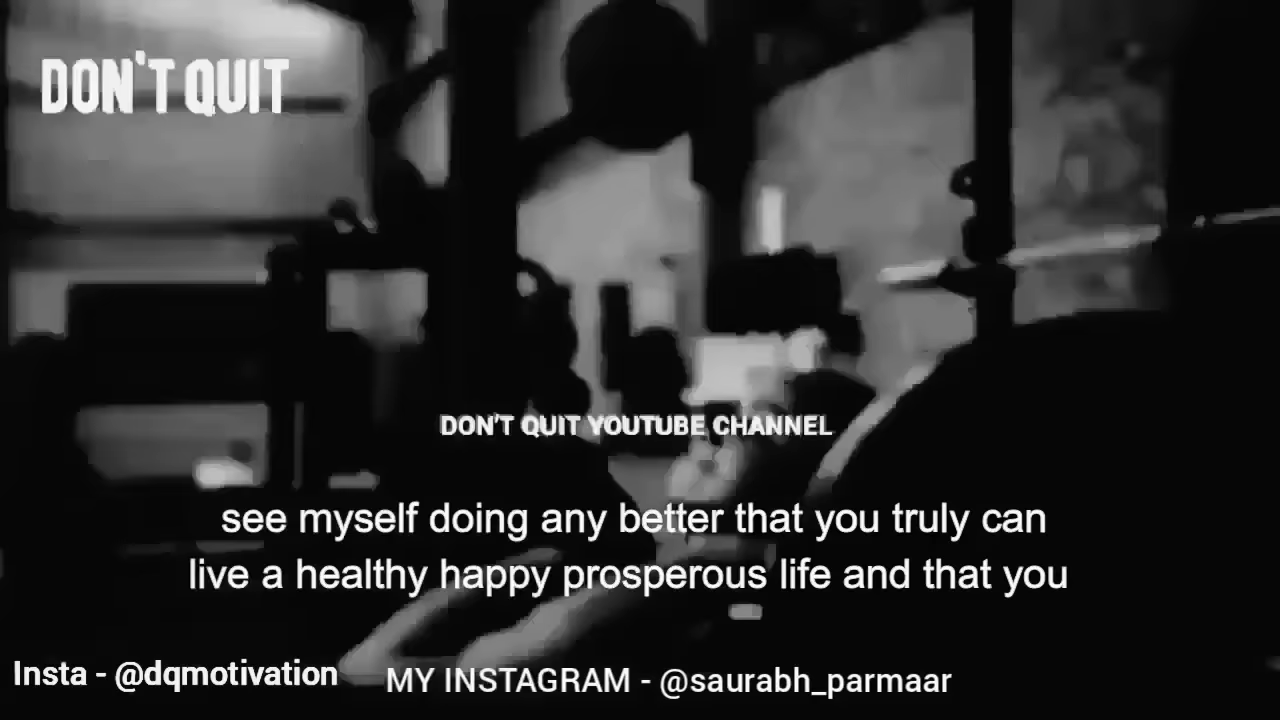 DON'T QUIT
DON'T QUIT YOUTUBE CHANNEL
see myself doing any better that you truly can
live a healthy happy prosperous life and that you
Insta - @dqmotivation
MY INSTAGRAM - @saurabh_parmaar